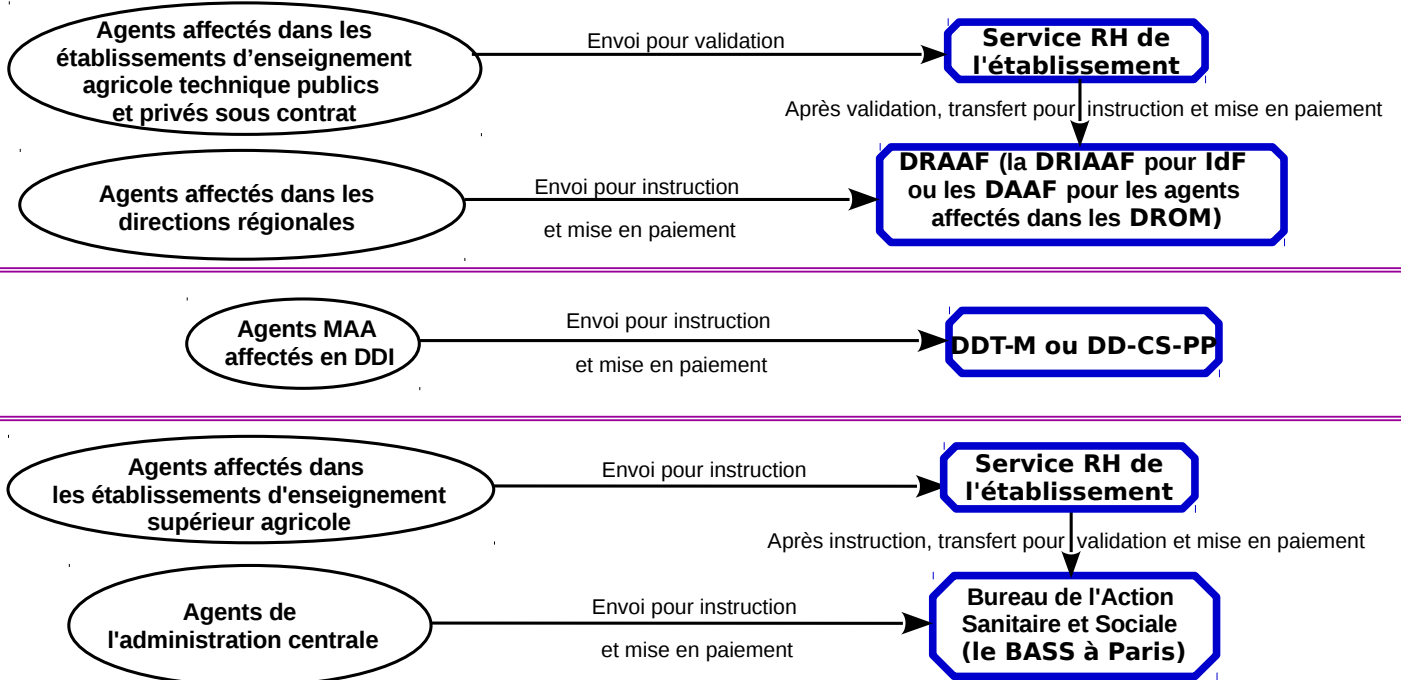 Agents affectés dans les
établissements d’enseignement
agricole technique publics
et privés sous contrat
Envoi pour validation
Service RH de
l'établissement
Après validation, transfert pour instruction et mise en paiement
Agents affectés dans les
directions régionales
Envoi pour instruction
et mise en paiement
DRAAF (la DRIAAF pour IdF
ou les DAAF pour les agents
affectés dans les DROM)
Agents MAA
affectés en DDI
Envoi pour instruction
et mise en paiement
DDT-M ou DD-CS-PP
Agents affectés dans
les établissements d'enseignement
supérieur agricole
Envoi pour instruction
Service RH de
l'établissement
Après instruction, transfert pour validation et mise en paiement
Agents de
l'administration centrale
Envoi pour instruction
et mise en paiement
Bureau de l'Action
Sanitaire et Sociale
(le BASS à Paris)